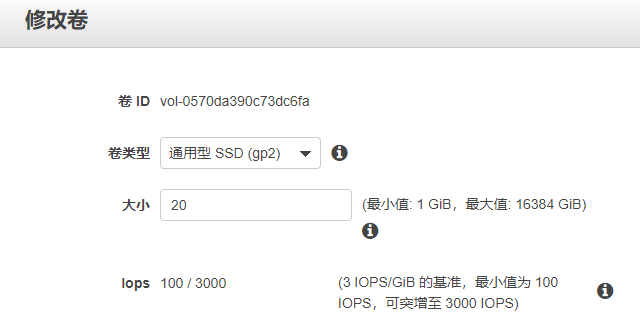 修改卷
卷 ID vol-0570da390c73dc6fa
卷类型 通用型 SSD (gp2)
大小 20 (最小值: 1 GiB，最大值: 16384 GiB)
Iops 100 / 3000 (3 IOPS/GiB 的基准，最小值为 100
IOPS，可突增至 3000 IOPS)